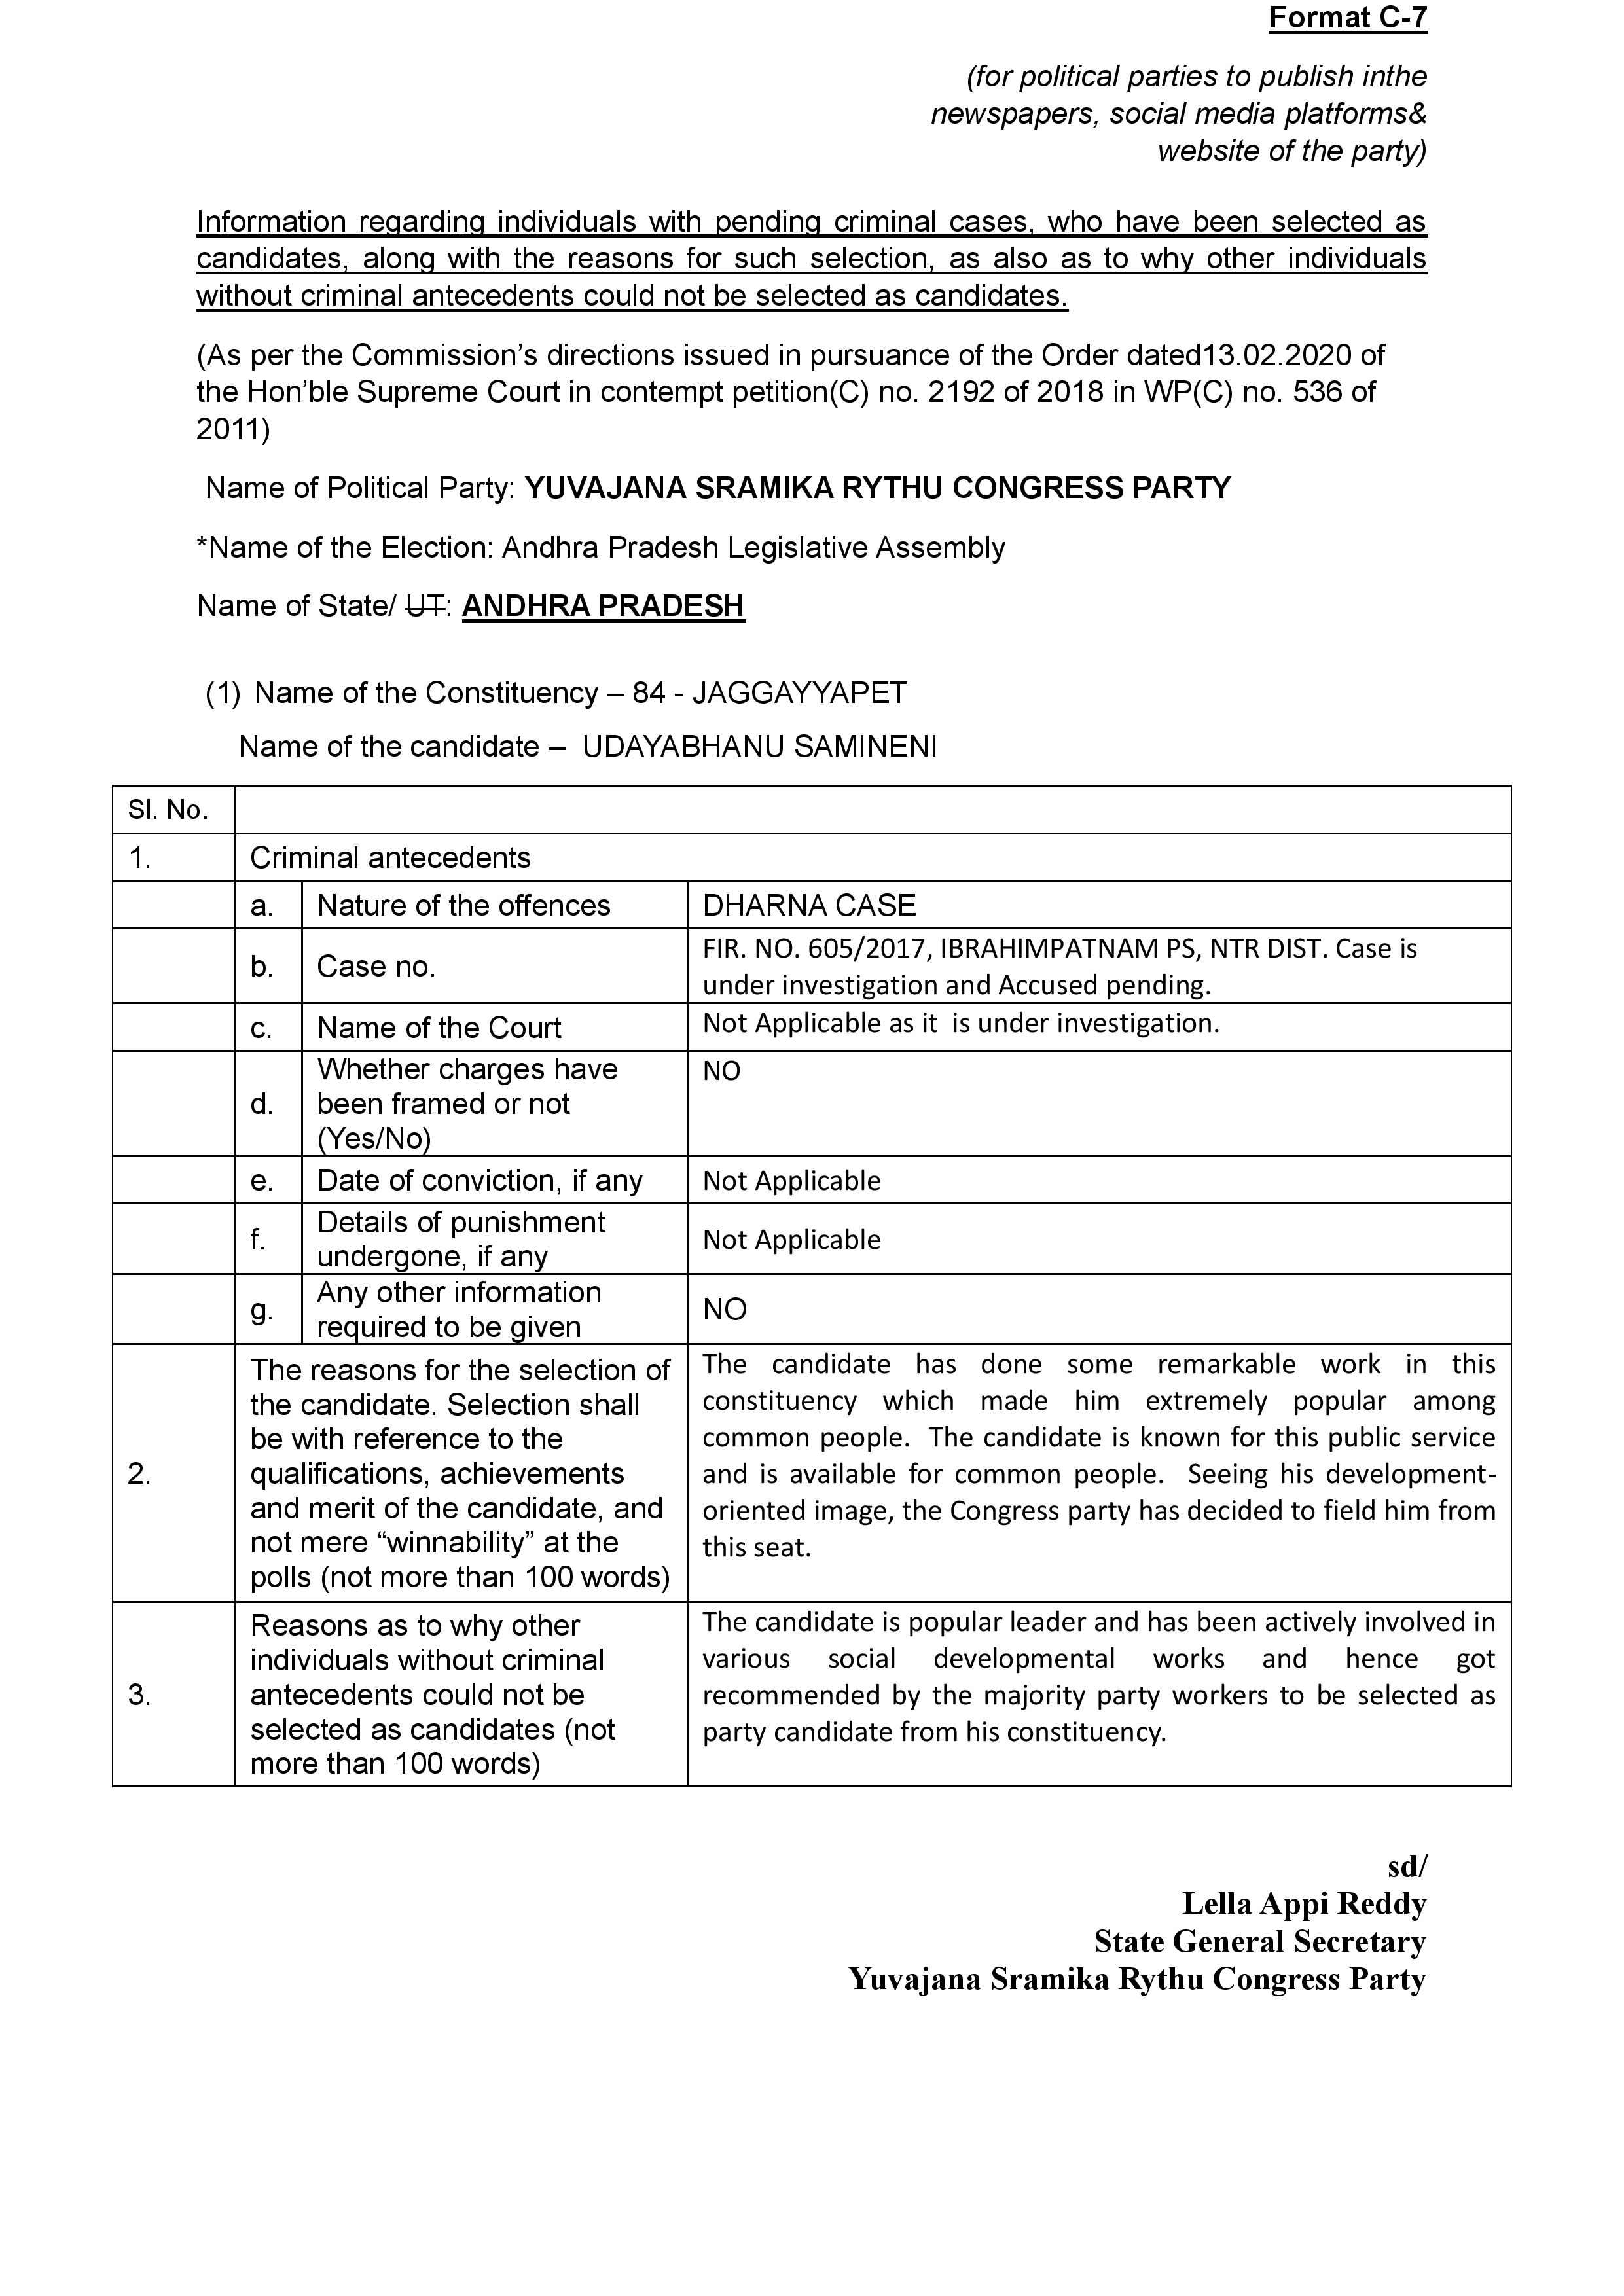 Format C-7
(for political parties to publish inthe
newspapers, social media platforms&
website of the party)
Information regarding individuals with pending criminal cases, who have been selected as
candidates, along with the reasons for such selection, as also as to why other individuals
without criminal antecedents could not be selected as candidates.
(As per the Commission’s directions issued in pursuance of the Order dated13.02.2020 of
the Hon’ble Supreme Court in contempt petition(C) no. 2192 of 2018 in WP(C) no. 536 of
2011)
Name of Political Party: YUVAJANA SRAMIKA RYTHU CONGRESS PARTY
*Name of the Election: Andhra Pradesh Legislative Assembly
Name of State/ UT: ANDHRA PRADESH
(1) Name of the Constituency – 84 - JAGGAYYAPET
Name of the candidate – UDAYABHANU SAMINENI
Sl. No.
1. Criminal antecedents
a. Nature of the offences DHARNA CASE
b. Case no.
FIR. NO. 605/2017, IBRAHIMPATNAM PS, NTR DIST. Case is
under investigation and Accused pending.
c. Name of the Court Not Applicable as it is under investigation.
d.
Whether charges have
been framed or not
(Yes/No)
NO
e. Date of conviction, if any Not Applicable
f.
Details of punishment
undergone, if any
Not Applicable
g.
Any other information
required to be given
NO
2.
The reasons for the selection of
the candidate. Selection shall
be with reference to the
qualifications, achievements
and merit of the candidate, and
not mere “winnability” at the
polls (not more than 100 words)
The candidate has done some remarkable work in this
constituency which made him extremely popular among
common people. The candidate is known for this public service
and is available for common people. Seeing his development-
oriented image, the Congress party has decided to field him from
this seat.
3.
Reasons as to why other
individuals without criminal
antecedents could not be
selected as candidates (not
more than 100 words)
The candidate is popular leader and has been actively involved in
various social developmental works and hence got
recommended by the majority party workers to be selected as
party candidate from his constituency.
sd/
Lella Appi Reddy
State General Secretary
Yuvajana Sramika Rythu Congress Party